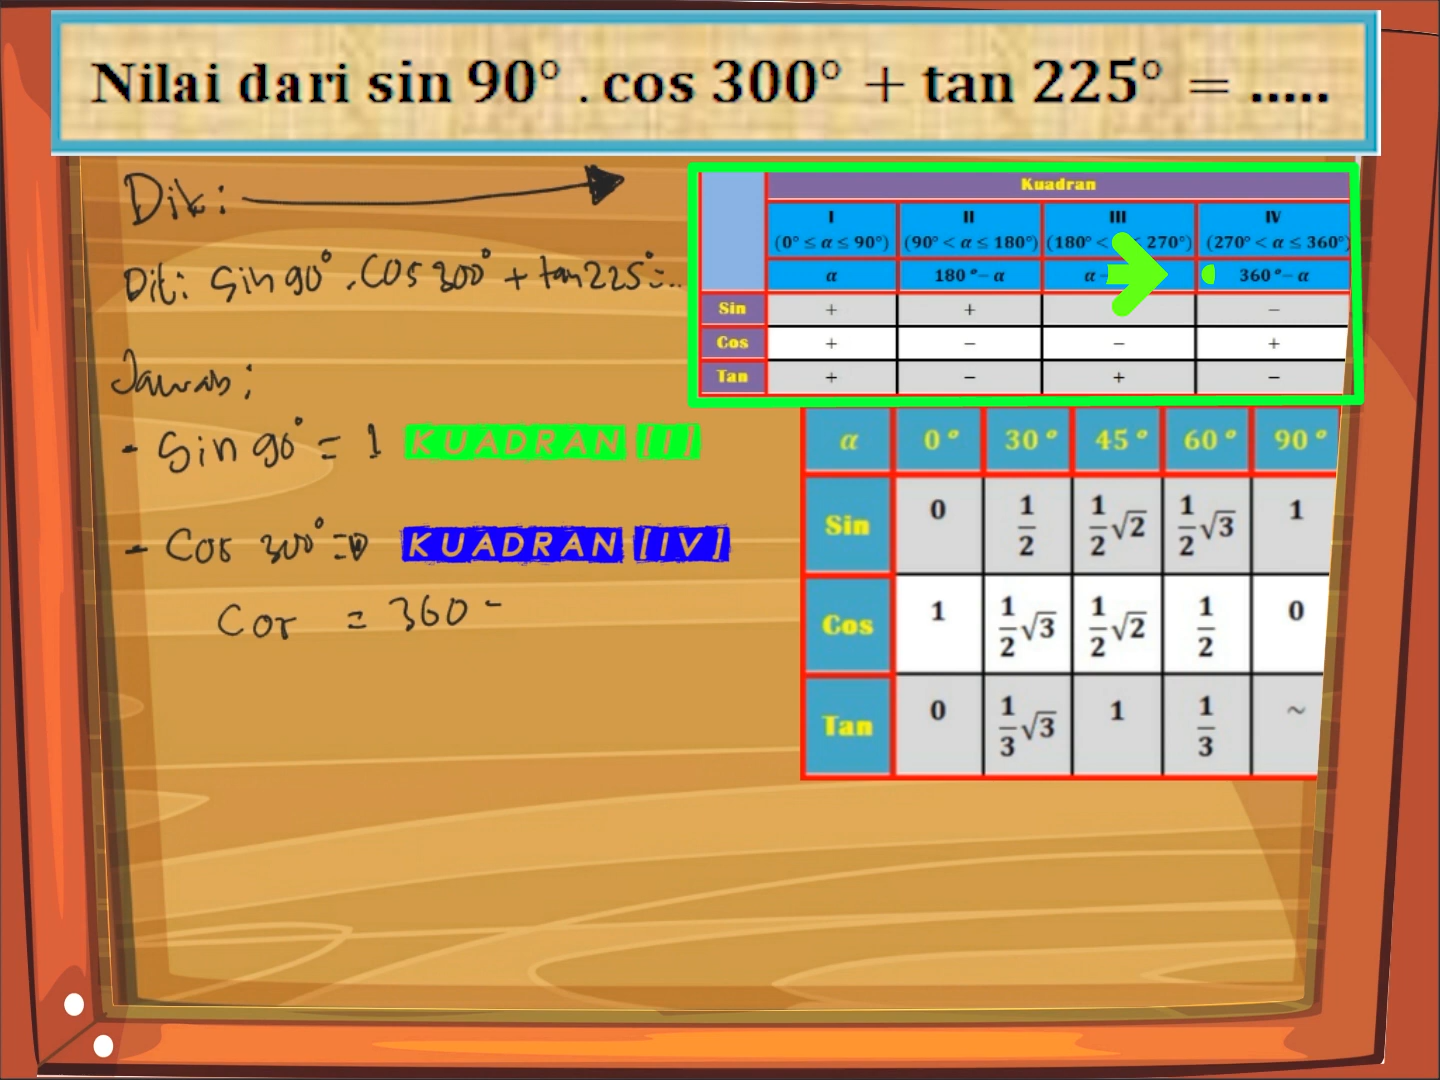 Nilai dari sin 90° . cos 300° + tan 225° = .....
Dik:
Dit: Sin 90° . Cos 300° + tan 225° = ...
Jawab:
- Sin 90° = 1 KUADRAN [I]
- Cos 300° => KUADRAN [IV]
Cos = 360 -
Kuadran
I II III IV
(0° ≤ α ≤ 90°) (90° < α ≤ 180°) (180° < 270°) (270° < α ≤ 360°)
α 180° − α α − 360° − α
Sin + + −
Cos + − − +
Tan + − + −
α 0° 30° 45° 60° 90°
Sin 0 1/2 1/2√2 1/2√3 1
Cos 1 1/2√3 1/2√2 1/2 0
Tan 0 1/3√3 1 1/3 ~